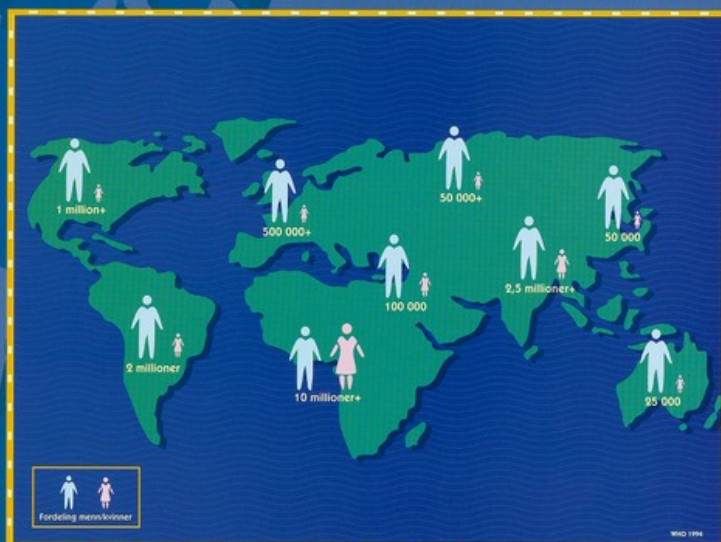 1 million+
500 000+
50 000+
50 000
2,5 millioner+
100 000
2 millioner
10 millioner+
25 000
Fordeling menn/kvinner
WHO 1994